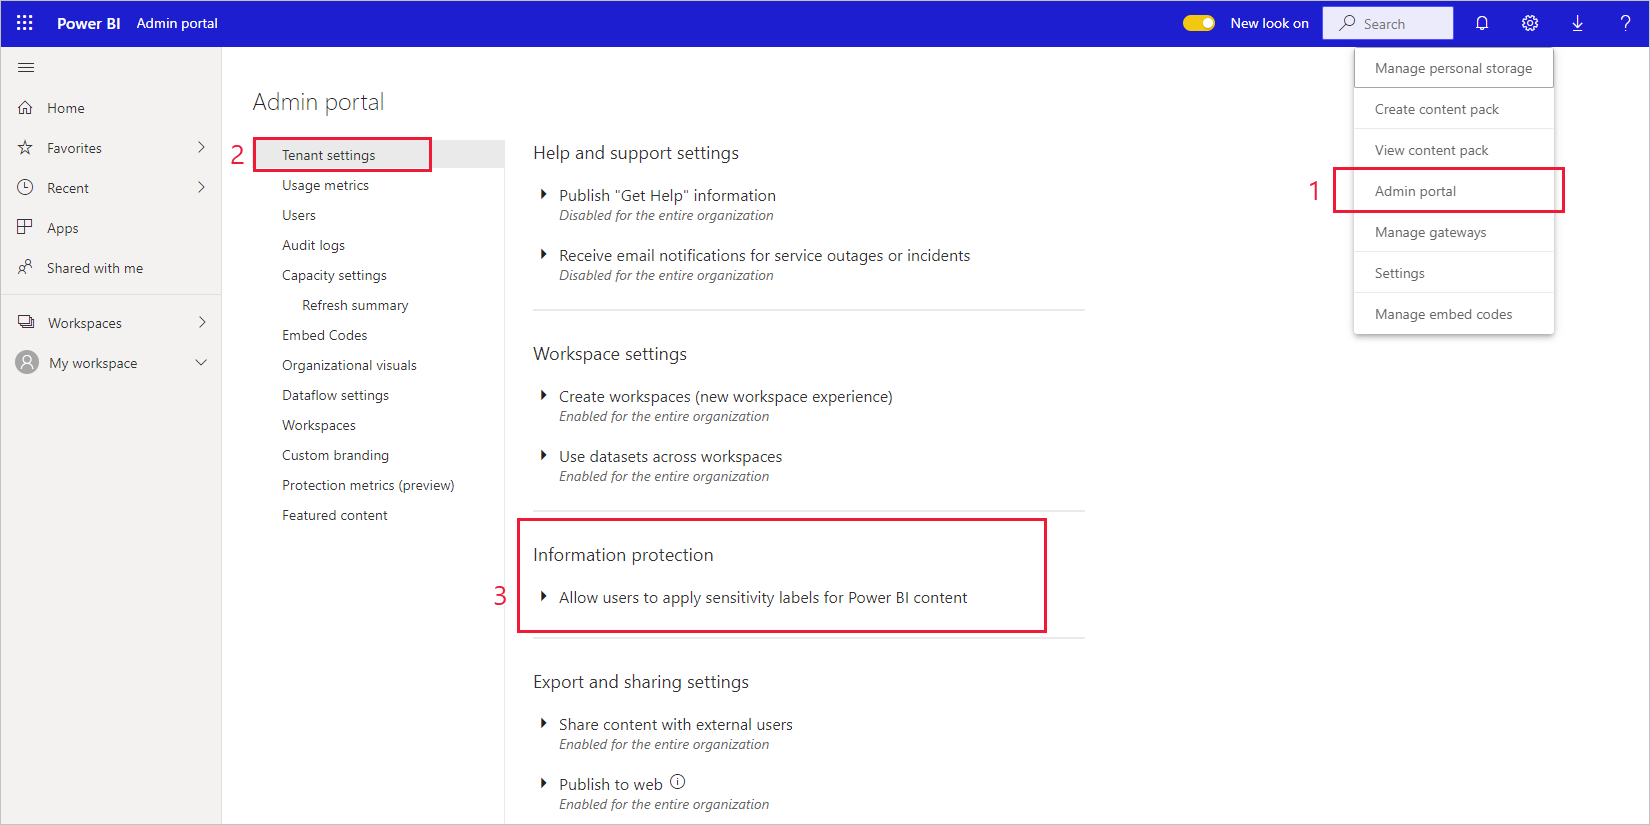 Power BI Admin portal
New look on
Search
?
Home
Favorites
Recent
Apps
Shared with me
Workspaces
My workspace
Admin portal
2
Tenant settings
Usage metrics
Users
Audit logs
Capacity settings
Refresh summary
Embed Codes
Organizational visuals
Dataflow settings
Workspaces
Custom branding
Protection metrics (preview)
Featured content
Help and support settings
Publish "Get Help" information
Disabled for the entire organization
Receive email notifications for service outages or incidents
Disabled for the entire organization
Workspace settings
Create workspaces (new workspace experience)
Enabled for the entire organization
Use datasets across workspaces
Enabled for the entire organization
3
Information protection
Allow users to apply sensitivity labels for Power BI content
Export and sharing settings
Share content with external users
Enabled for the entire organization
Publish to web
Enabled for the entire organization
Manage personal storage
Create content pack
View content pack
1
Admin portal
Manage gateways
Settings
Manage embed codes